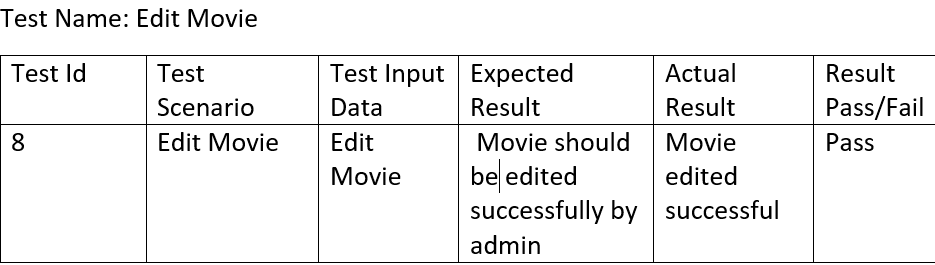 Test Name: Edit Movie
Test Id Test Test Input Expected Actual Result
Scenario Data Result Result Pass/Fail
8 Edit Movie Edit Movie should Movie Pass
Movie be edited edited
successfully by successful
admin